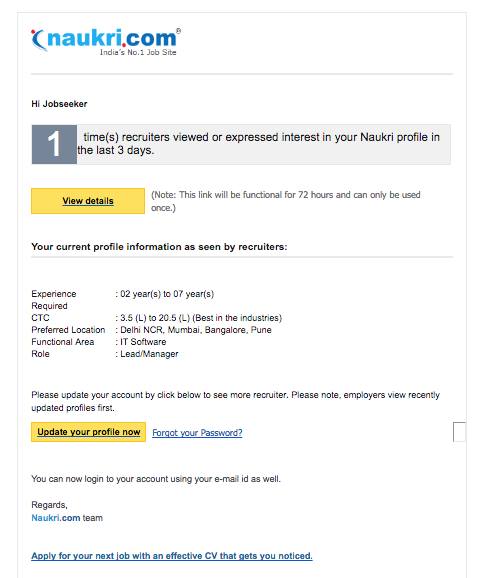 naukri.com®
India's No.1 Job Site
Hi Jobseeker
1 time(s) recruiters viewed or expressed interest in your Naukri profile in
the last 3 days.
View details (Note: This link will be functional for 72 hours and can only be used
once.)
Your current profile information as seen by recruiters:
Experience : 02 year(s) to 07 year(s)
Required
CTC : 3.5 (L) to 20.5 (L) (Best in the industries)
Preferred Location : Delhi NCR, Mumbai, Bangalore, Pune
Functional Area : IT Software
Role : Lead/Manager
Please update your account by click below to see more recruiter. Please note, employers view recently
updated profiles first.
Update your profile now Forgot your Password?
You can now login to your account using your e-mail id as well.
Regards,
Naukri.com team
Apply for your next job with an effective CV that gets you noticed.